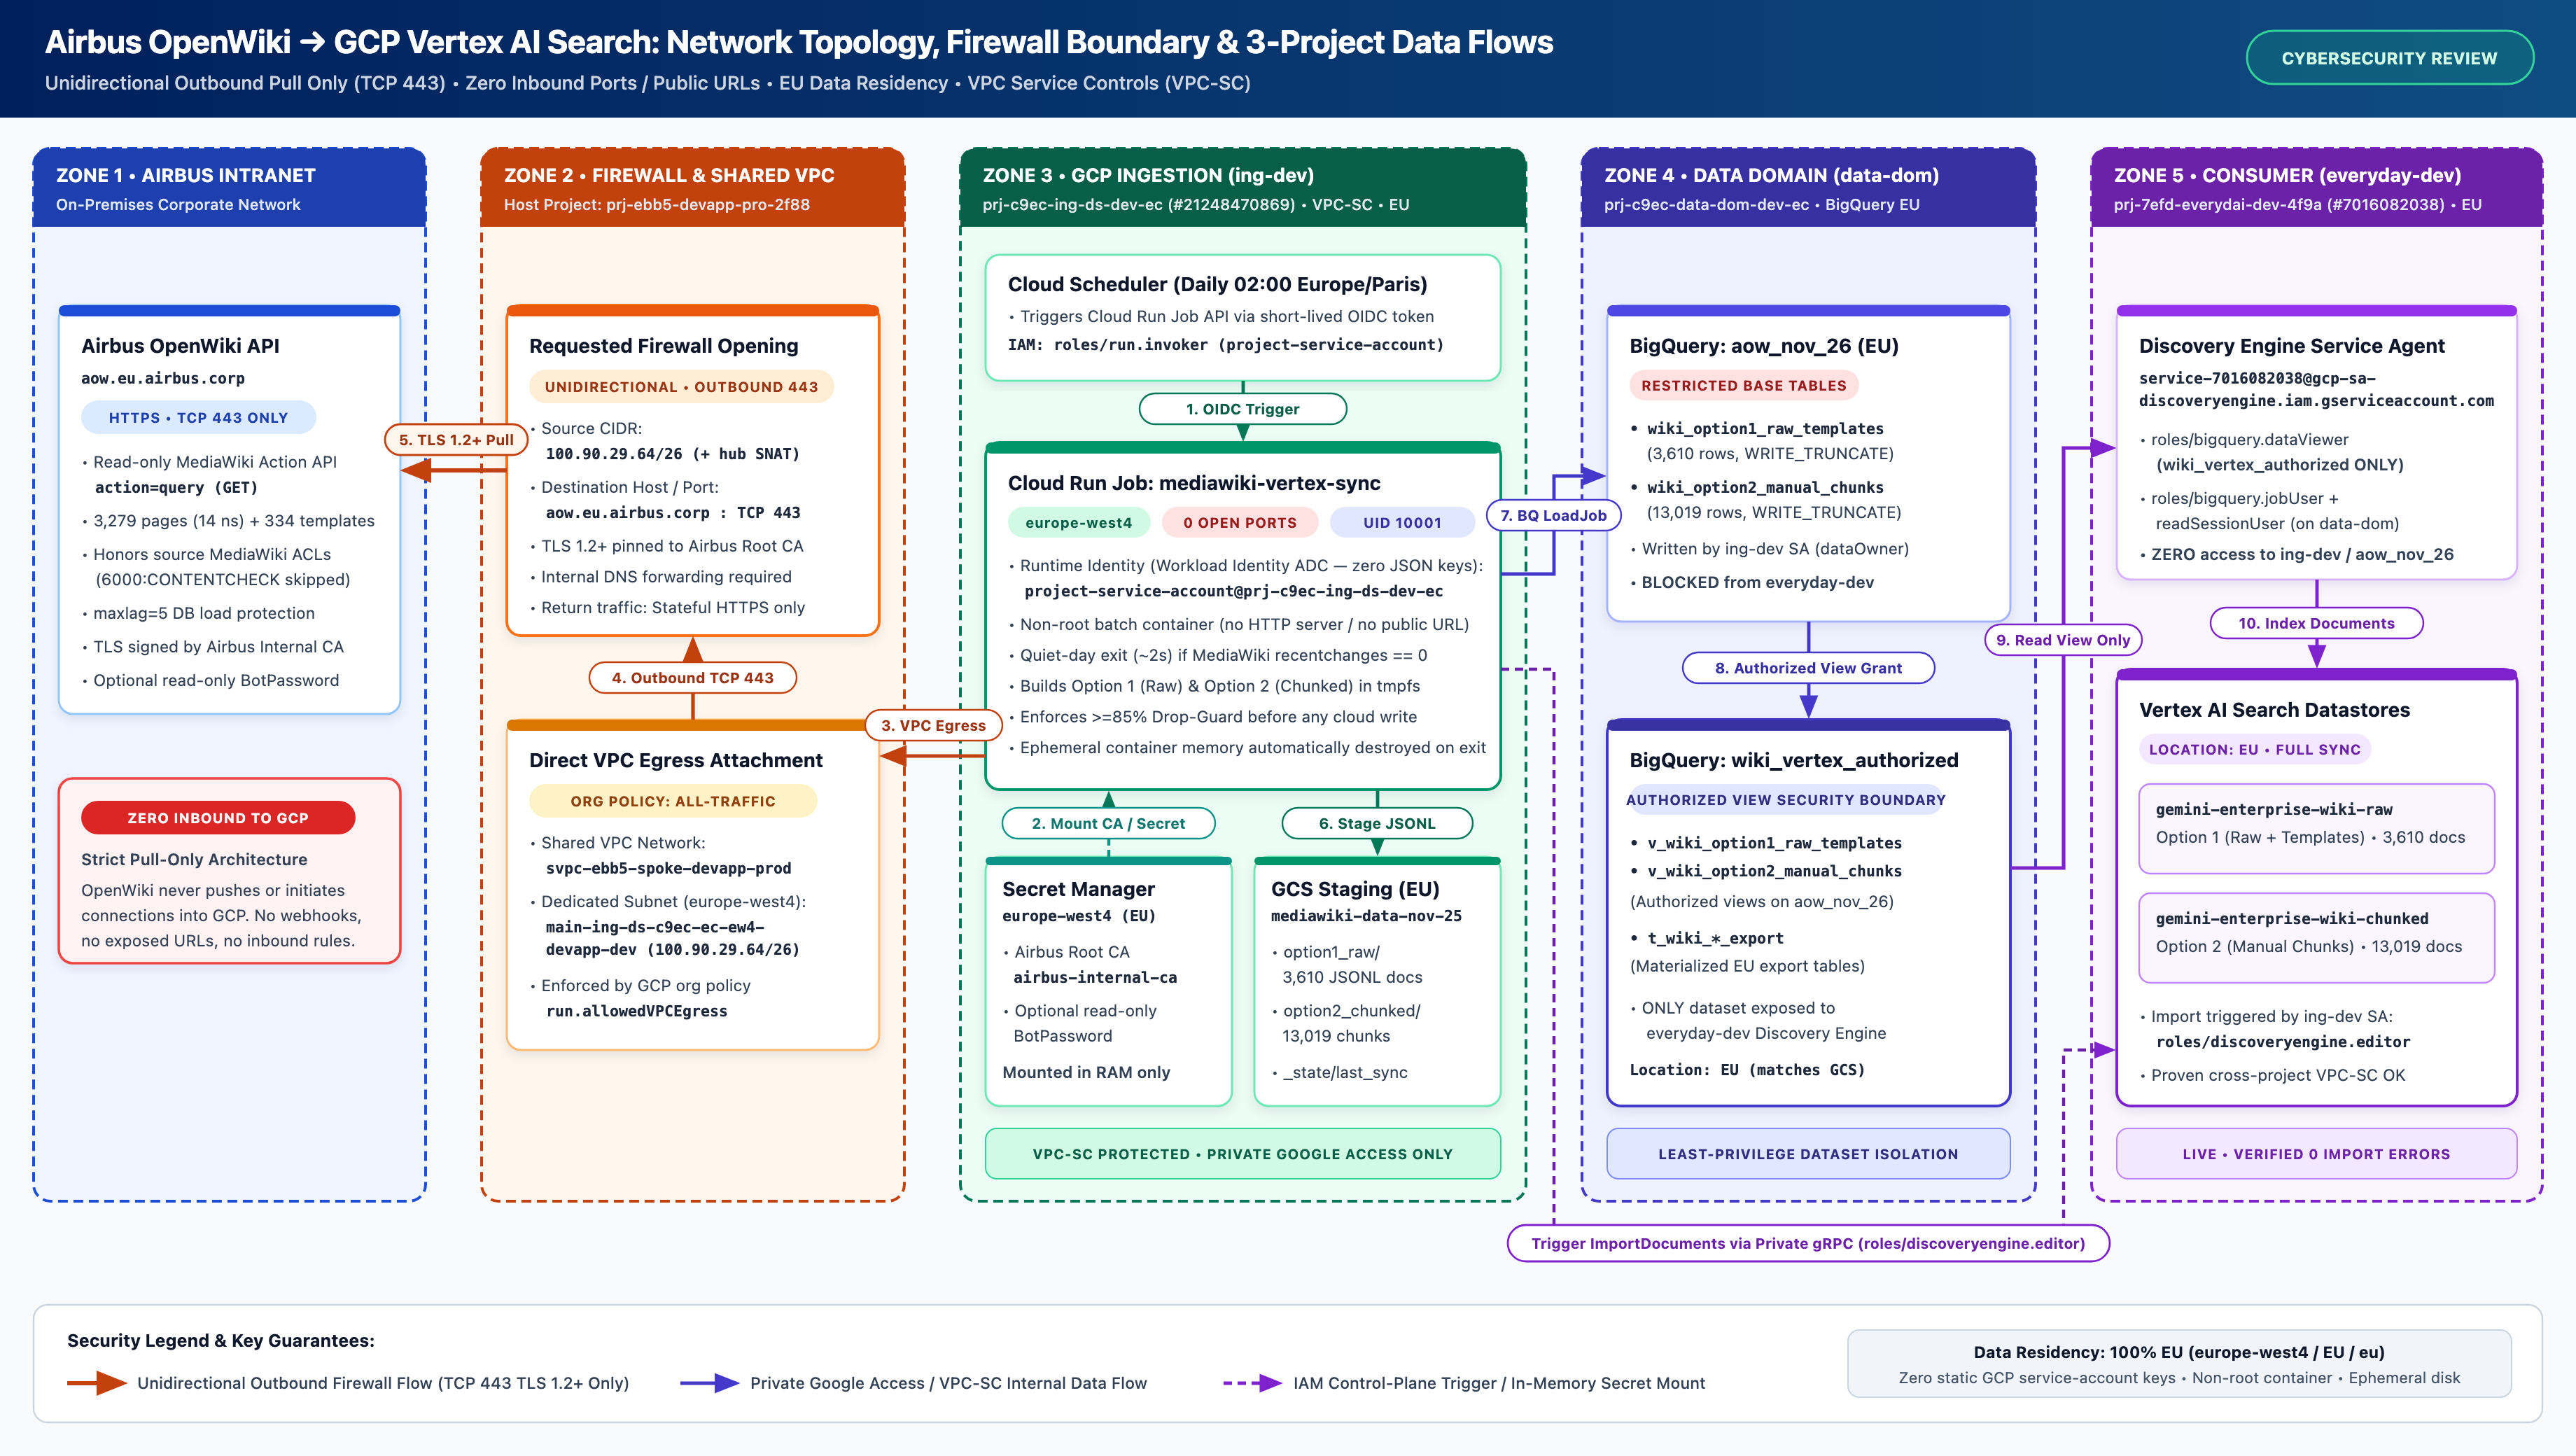 Airbus OpenWiki → GCP Vertex AI Search: Network Topology, Firewall Boundary & 3-Project Data Flows
Unidirectional Outbound Pull Only (TCP 443) • Zero Inbound Ports / Public URLs • EU Data Residency • VPC Service Controls (VPC-SC)
CYBERSECURITY REVIEW
ZONE 1 • AIRBUS INTRANET
On-Premises Corporate Network
Airbus OpenWiki API
aow.eu.airbus.corp
HTTPS • TCP 443 ONLY
• Read-only MediaWiki Action API
action=query (GET)
• 3,279 pages (14 ns) + 334 templates
• Honors source MediaWiki ACLs
(6000:CONTENTCHECK skipped)
• maxlag=5 DB load protection
• TLS signed by Airbus Internal CA
• Optional read-only BotPassword
ZERO INBOUND TO GCP
Strict Pull-Only Architecture
OpenWiki never pushes or initiates
connections into GCP. No webhooks,
no exposed URLs, no inbound rules.
5. TLS 1.2+ Pull
ZONE 2 • FIREWALL & SHARED VPC
Host Project: prj-ebb5-devapp-pro-2f88
Requested Firewall Opening
UNIDIRECTIONAL • OUTBOUND 443
• Source CIDR:
100.90.29.64/26 (+ hub SNAT)
• Destination Host / Port:
aow.eu.airbus.corp : TCP 443
• TLS 1.2+ pinned to Airbus Root CA
• Internal DNS forwarding required
• Return traffic: Stateful HTTPS only
4. Outbound TCP 443
Direct VPC Egress Attachment
ORG POLICY: ALL-TRAFFIC
• Shared VPC Network:
svpc-ebb5-spoke-devapp-prod
• Dedicated Subnet (europe-west4):
main-ing-ds-c9ec-ec-ew4-
devapp-dev (100.90.29.64/26)
• Enforced by GCP org policy
run.allowedVPCEgress
3. VPC Egress
ZONE 3 • GCP INGESTION (ing-dev)
prj-c9ec-ing-ds-dev-ec (#21248470869) • VPC-SC • EU
Cloud Scheduler (Daily 02:00 Europe/Paris)
• Triggers Cloud Run Job API via short-lived OIDC token
IAM: roles/run.invoker (project-service-account)
1. OIDC Trigger
Cloud Run Job: mediawiki-vertex-sync
europe-west4
0 OPEN PORTS
UID 10001
• Runtime Identity (Workload Identity ADC — zero JSON keys):
project-service-account@prj-c9ec-ing-ds-dev-ec
• Non-root batch container (no HTTP server / no public URL)
• Quiet-day exit (~2s) if MediaWiki recentchanges == 0
• Builds Option 1 (Raw) & Option 2 (Chunked) in tmpfs
• Enforces >=85% Drop-Guard before any cloud write
• Ephemeral container memory automatically destroyed on exit
2. Mount CA / Secret
6. Stage JSONL
Secret Manager
europe-west4 (EU)
• Airbus Root CA
airbus-internal-ca
• Optional read-only
BotPassword
Mounted in RAM only
GCS Staging (EU)
mediawiki-data-nov-25
• option1_raw/
3,610 JSONL docs
• option2_chunked/
13,019 chunks
• _state/last_sync
VPC-SC PROTECTED • PRIVATE GOOGLE ACCESS ONLY
7. BQ LoadJob
ZONE 4 • DATA DOMAIN (data-dom)
prj-c9ec-data-dom-dev-ec • BigQuery EU
BigQuery: aow_nov_26 (EU)
RESTRICTED BASE TABLES
• wiki_option1_raw_templates
(3,610 rows, WRITE_TRUNCATE)
• wiki_option2_manual_chunks
(13,019 rows, WRITE_TRUNCATE)
• Written by ing-dev SA (dataOwner)
• BLOCKED from everyday-dev
8. Authorized View Grant
BigQuery: wiki_vertex_authorized
AUTHORIZED VIEW SECURITY BOUNDARY
• v_wiki_option1_raw_templates
• v_wiki_option2_manual_chunks
(Authorized views on aow_nov_26)
• t_wiki_*_export
(Materialized EU export tables)
• ONLY dataset exposed to
everyday-dev Discovery Engine
Location: EU (matches GCS)
LEAST-PRIVILEGE DATASET ISOLATION
9. Read View Only
ZONE 5 • CONSUMER (everyday-dev)
prj-7efd-everydai-dev-4f9a (#7016082038) • EU
Discovery Engine Service Agent
service-7016082038@gcp-sa-
discoveryengine.iam.gserviceaccount.com
• roles/bigquery.dataViewer
(wiki_vertex_authorized ONLY)
• roles/bigquery.jobUser +
readSessionUser (on data-dom)
• ZERO access to ing-dev / aow_nov_26
10. Index Documents
Vertex AI Search Datastores
LOCATION: EU • FULL SYNC
gemini-enterprise-wiki-raw
Option 1 (Raw + Templates) • 3,610 docs
gemini-enterprise-wiki-chunked
Option 2 (Manual Chunks) • 13,019 docs
• Import triggered by ing-dev SA:
roles/discoveryengine.editor
• Proven cross-project VPC-SC OK
LIVE • VERIFIED 0 IMPORT ERRORS
Trigger ImportDocuments via Private gRPC (roles/discoveryengine.editor)
Security Legend & Key Guarantees:
Unidirectional Outbound Firewall Flow (TCP 443 TLS 1.2+ Only)
Private Google Access / VPC-SC Internal Data Flow
IAM Control-Plane Trigger / In-Memory Secret Mount
Data Residency: 100% EU (europe-west4 / EU / eu)
Zero static GCP service-account keys • Non-root container • Ephemeral disk